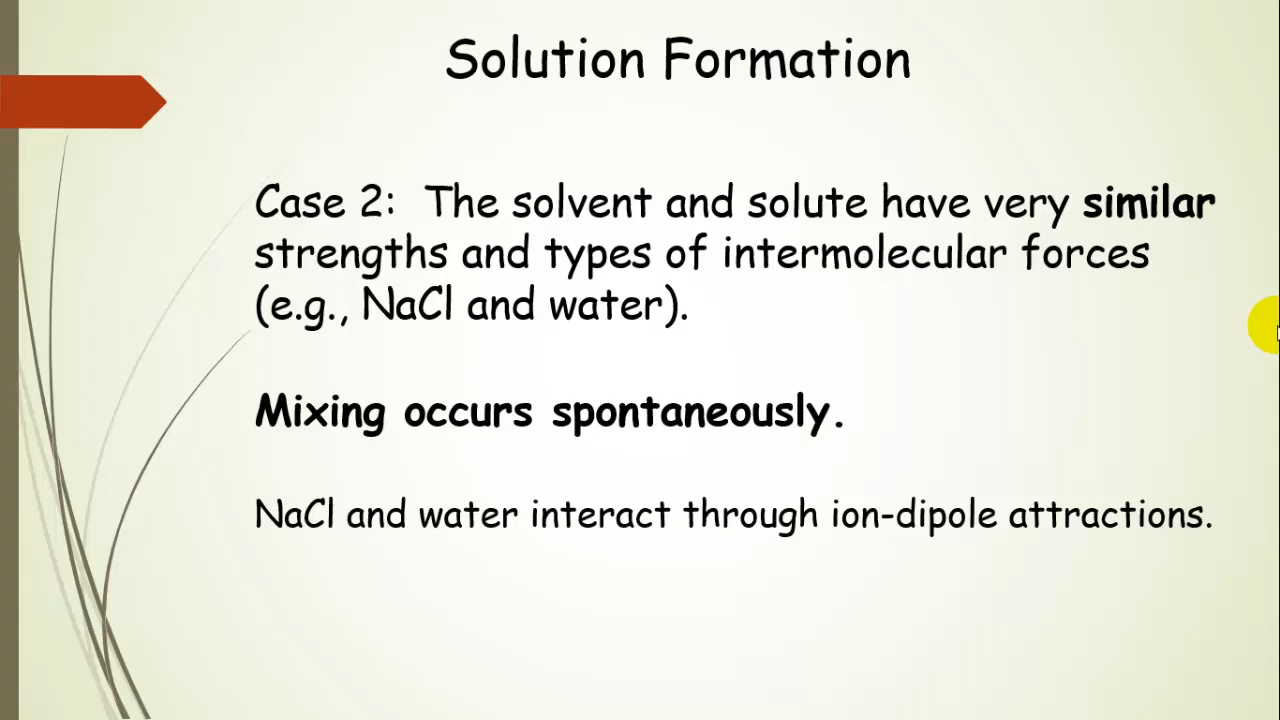 Solution Formation
Case 2: The solvent and solute have very similar
strengths and types of intermolecular forces
(e.g., NaCl and water).
Mixing occurs spontaneously.
NaCl and water interact through ion-dipole attractions.